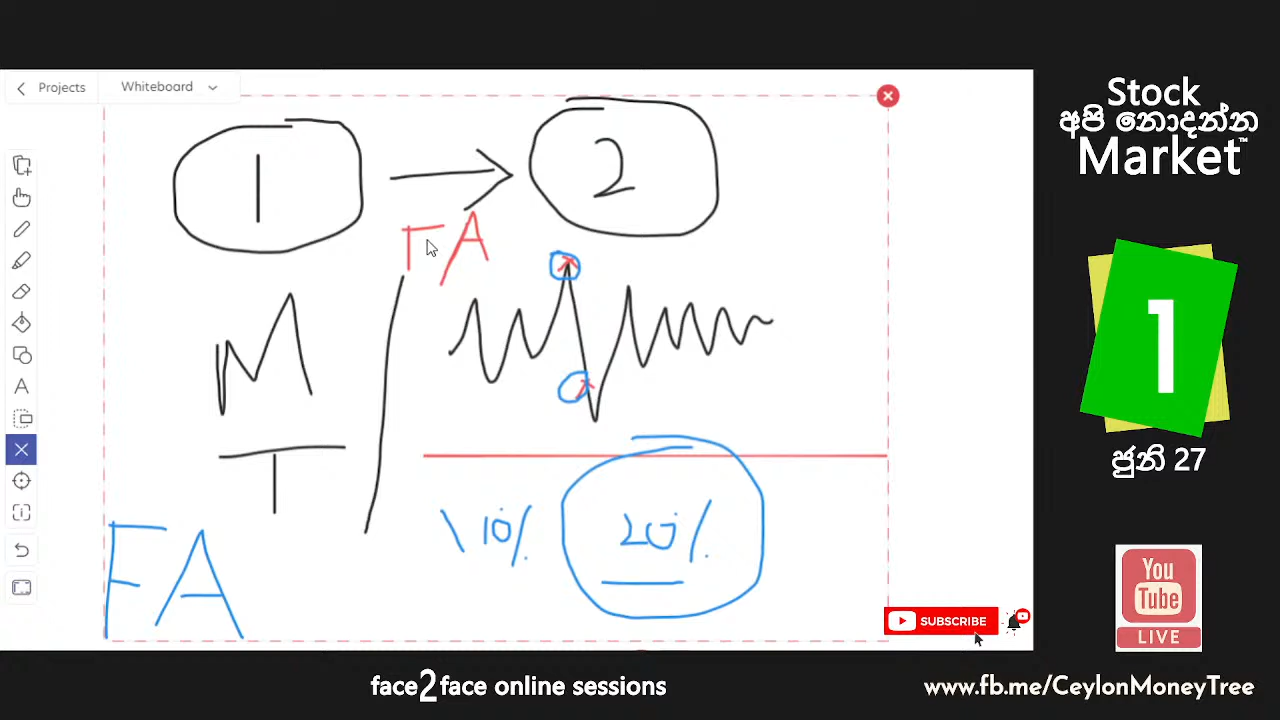 Projects
Whiteboard
1
2
FA
M
T
\10%
20%
FA
SUBSCRIBE
Stock
අපි නොදන්න
Market™
1
ජුනි 27
You
Tube
LIVE
face2face online sessions
www.fb.me/CeylonMoneyTree